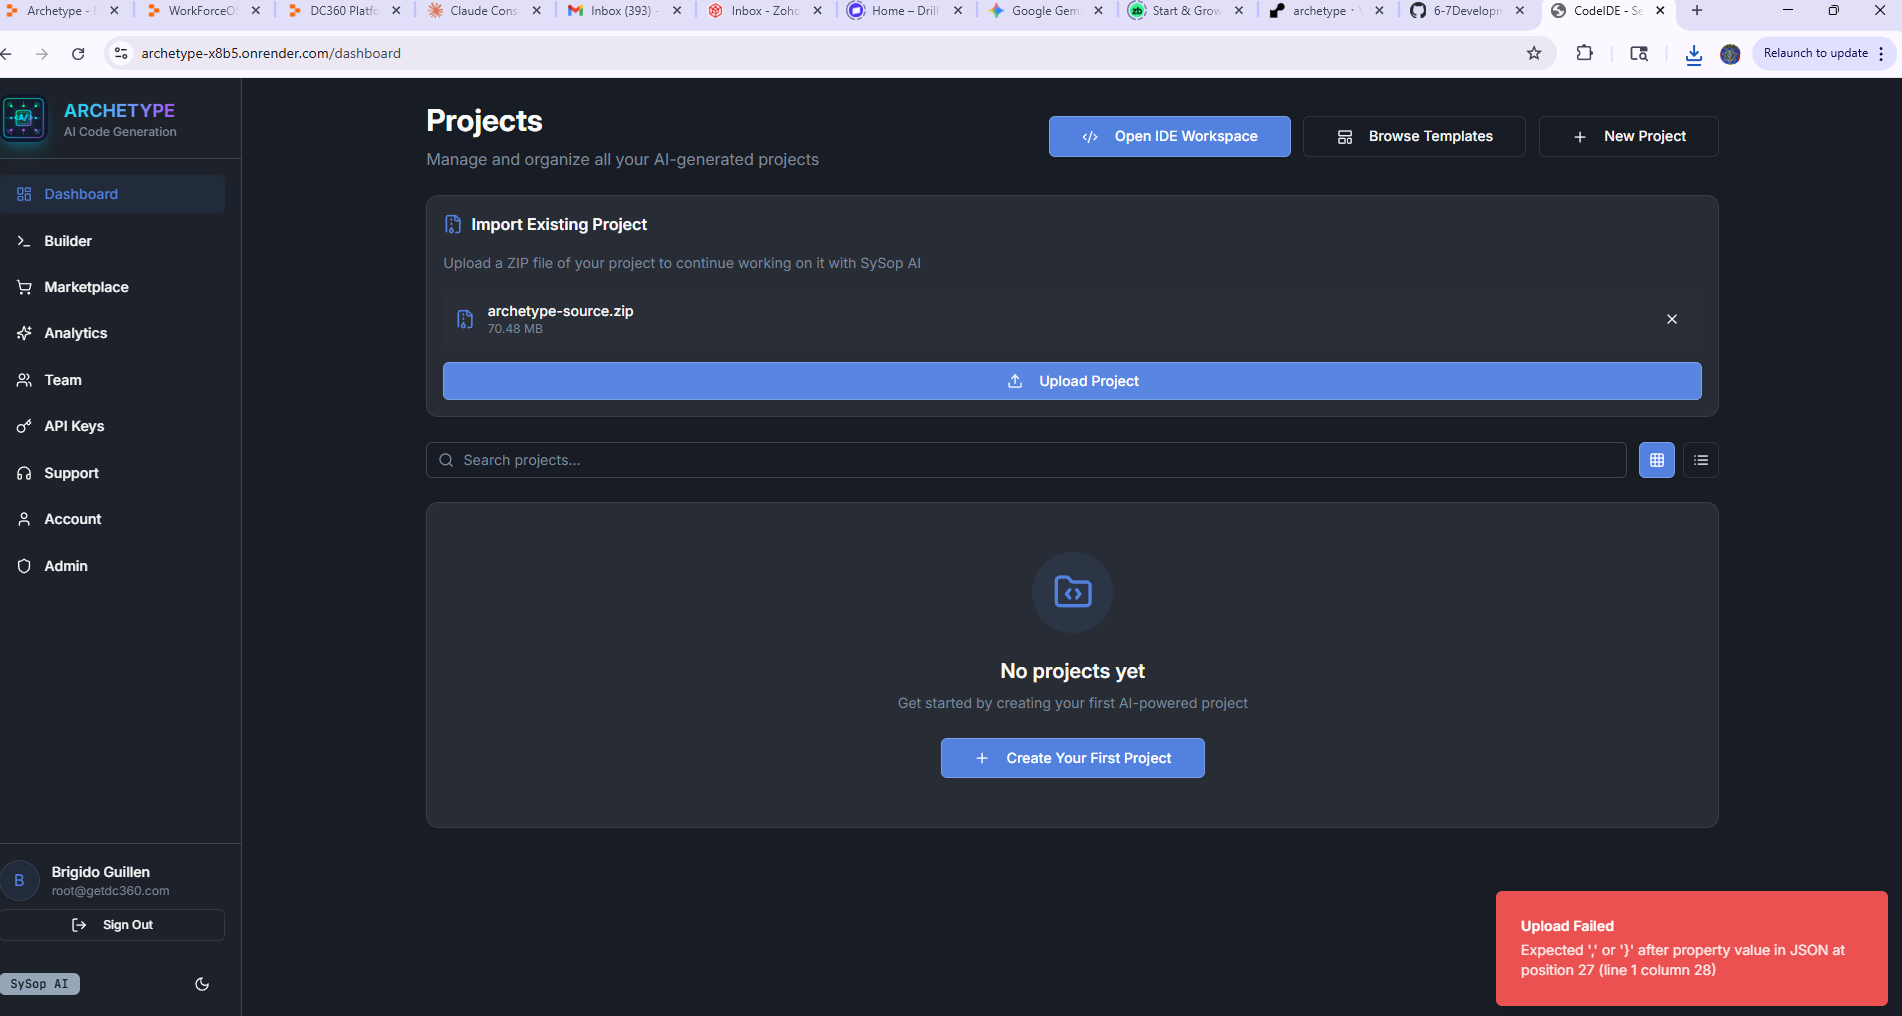 Archetype -
WorkForceO
DC360 Platfo
Claude Cons
Inbox (393) -
Inbox - Zoho
Home – Drill
Google Gem
Start & Grow
archetype ·
6-7Developm
CodeIDE - Se
archetype-x8b5.onrender.com/dashboard
Relaunch to update
ARCHETYPE
AI Code Generation
Dashboard
Builder
Marketplace
Analytics
Team
API Keys
Support
Account
Admin
B
Brigido Guillen
root@getdc360.com
Sign Out
SySop AI
Projects
Manage and organize all your AI-generated projects
Open IDE Workspace
Browse Templates
New Project
Import Existing Project
Upload a ZIP file of your project to continue working on it with SySop AI
archetype-source.zip
70.48 MB
Upload Project
Search projects...
No projects yet
Get started by creating your first AI-powered project
Create Your First Project
Upload Failed
Expected ',' or '}' after property value in JSON at
position 27 (line 1 column 28)